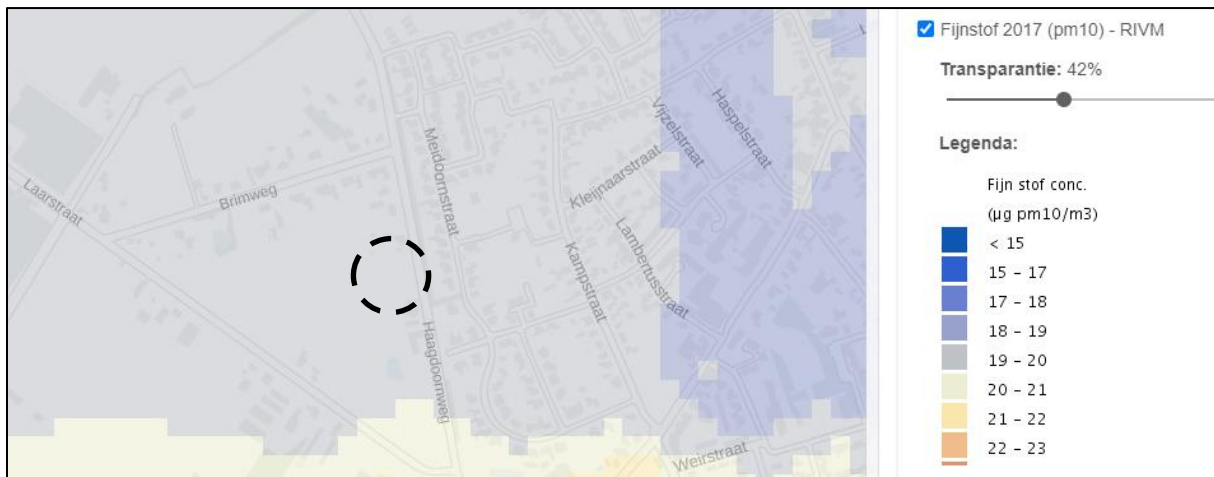 Laarstraat
Brimweg
Meidoornstraat
Haagdoornweg
Kampstraat
Kleijnaarstraat
Lambertusstraat
Vijzelstraat
Haspelstraat
Weirstraat
Fijnstof 2017 (pm10) - RIVM
Transparantie: 42%
Legenda:
Fijn stof conc.
(µg pm10/m3)
< 15
15 - 17
17 - 18
18 - 19
19 - 20
20 - 21
21 - 22
22 - 23